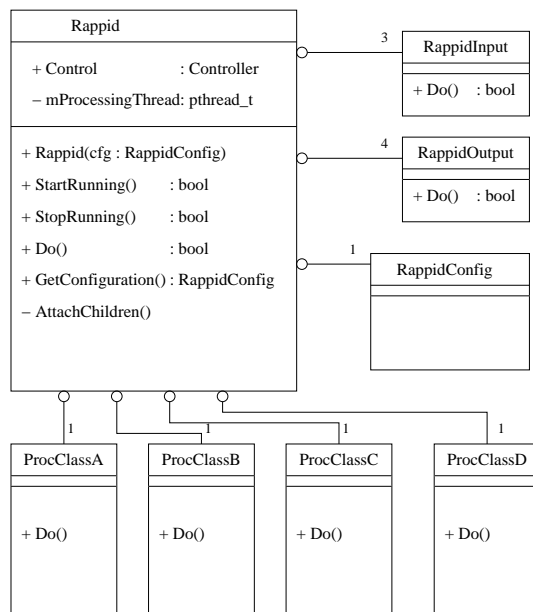 Rappid
+ Control : Controller
– mProcessingThread: pthread_t
+ Rappid(cfg : RappidConfig)
+ StartRunning() : bool
+ StopRunning() : bool
+ Do() : bool
+ GetConfiguration() : RappidConfig
– AttachChildren()
3
RappidInput
+ Do() : bool
4
RappidOutput
+ Do() : bool
1
RappidConfig
1
ProcClassA
+ Do()
1
ProcClassB
+ Do()
1
ProcClassC
+ Do()
1
ProcClassD
+ Do()